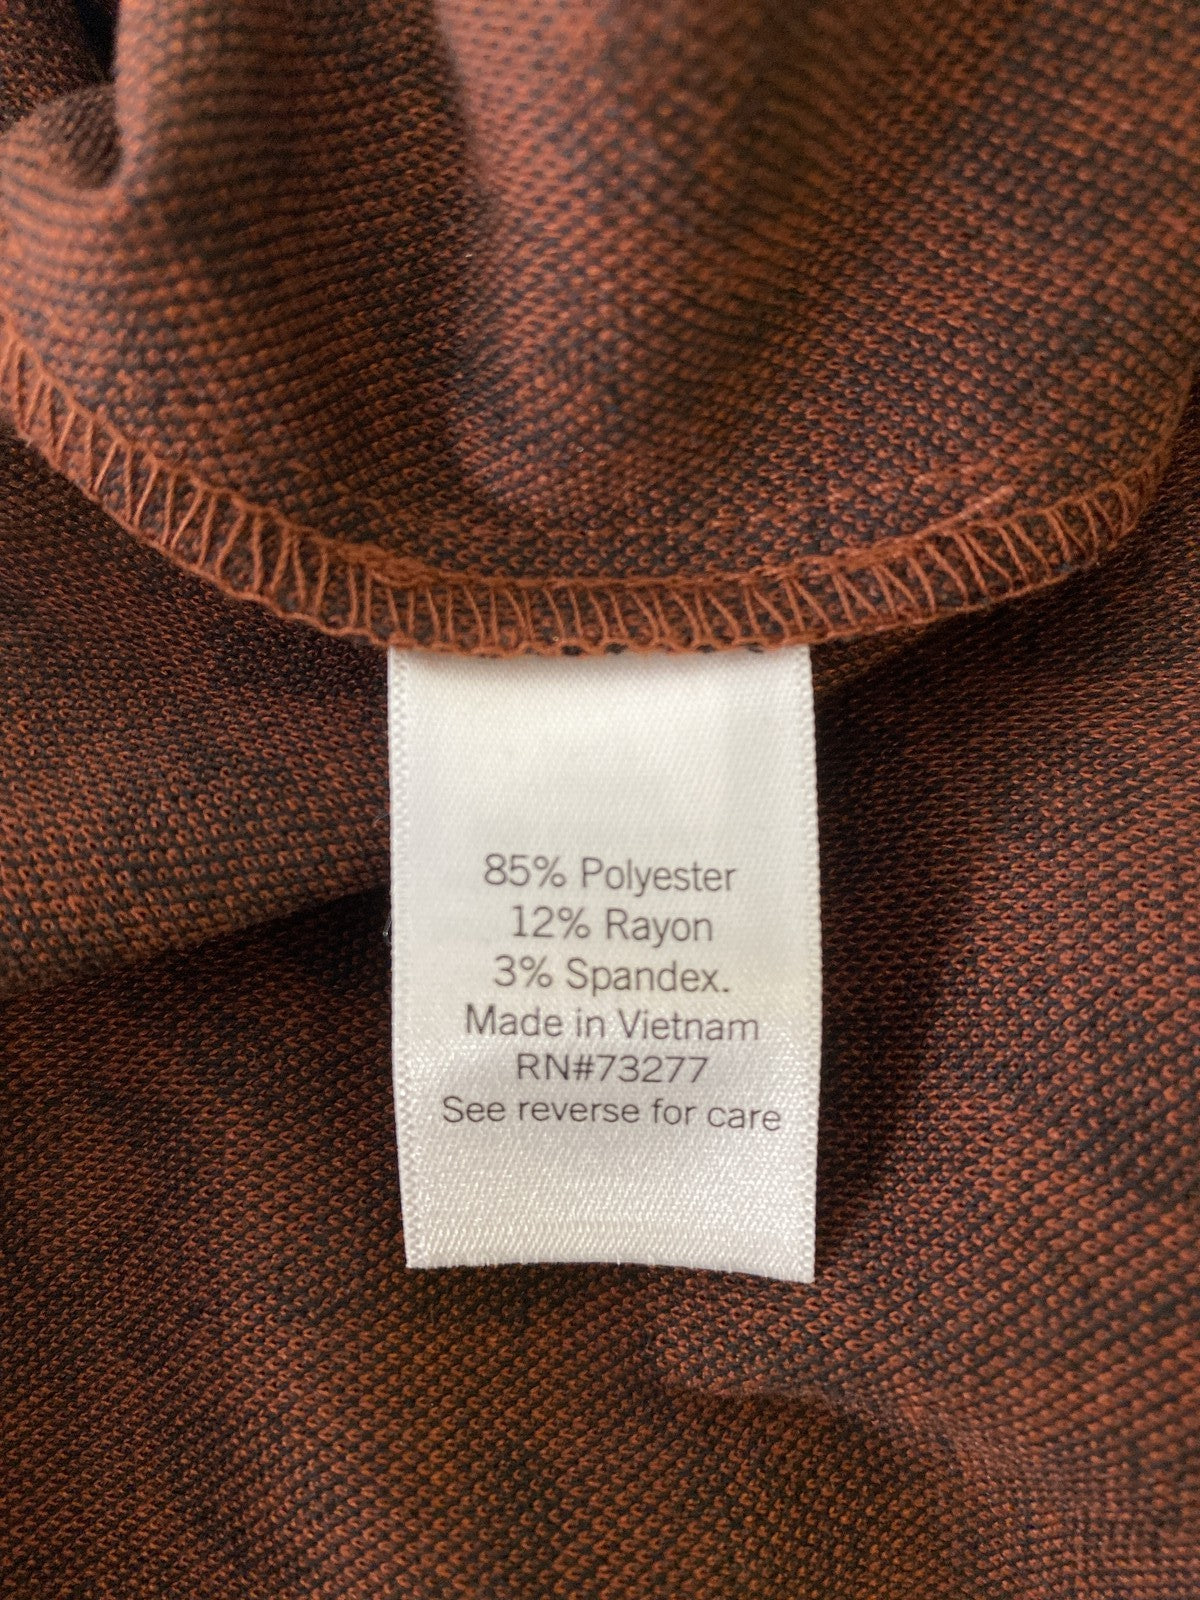 85% Polyester
12% Rayon
3% Spandex.
Made in Vietnam
RN#73277
See reverse for care